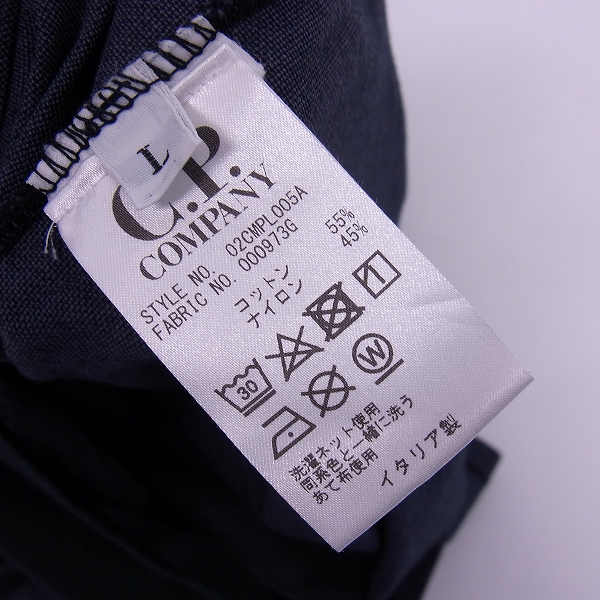 L
C.P.
COMPANY
STYLE NO. 02CMPL005A
FABRIC NO. 000973G
コットン 55%
ナイロン 45%
30
W
洗濯ネット使用
同系色と一緒に洗う
あて布使用
イタリア製